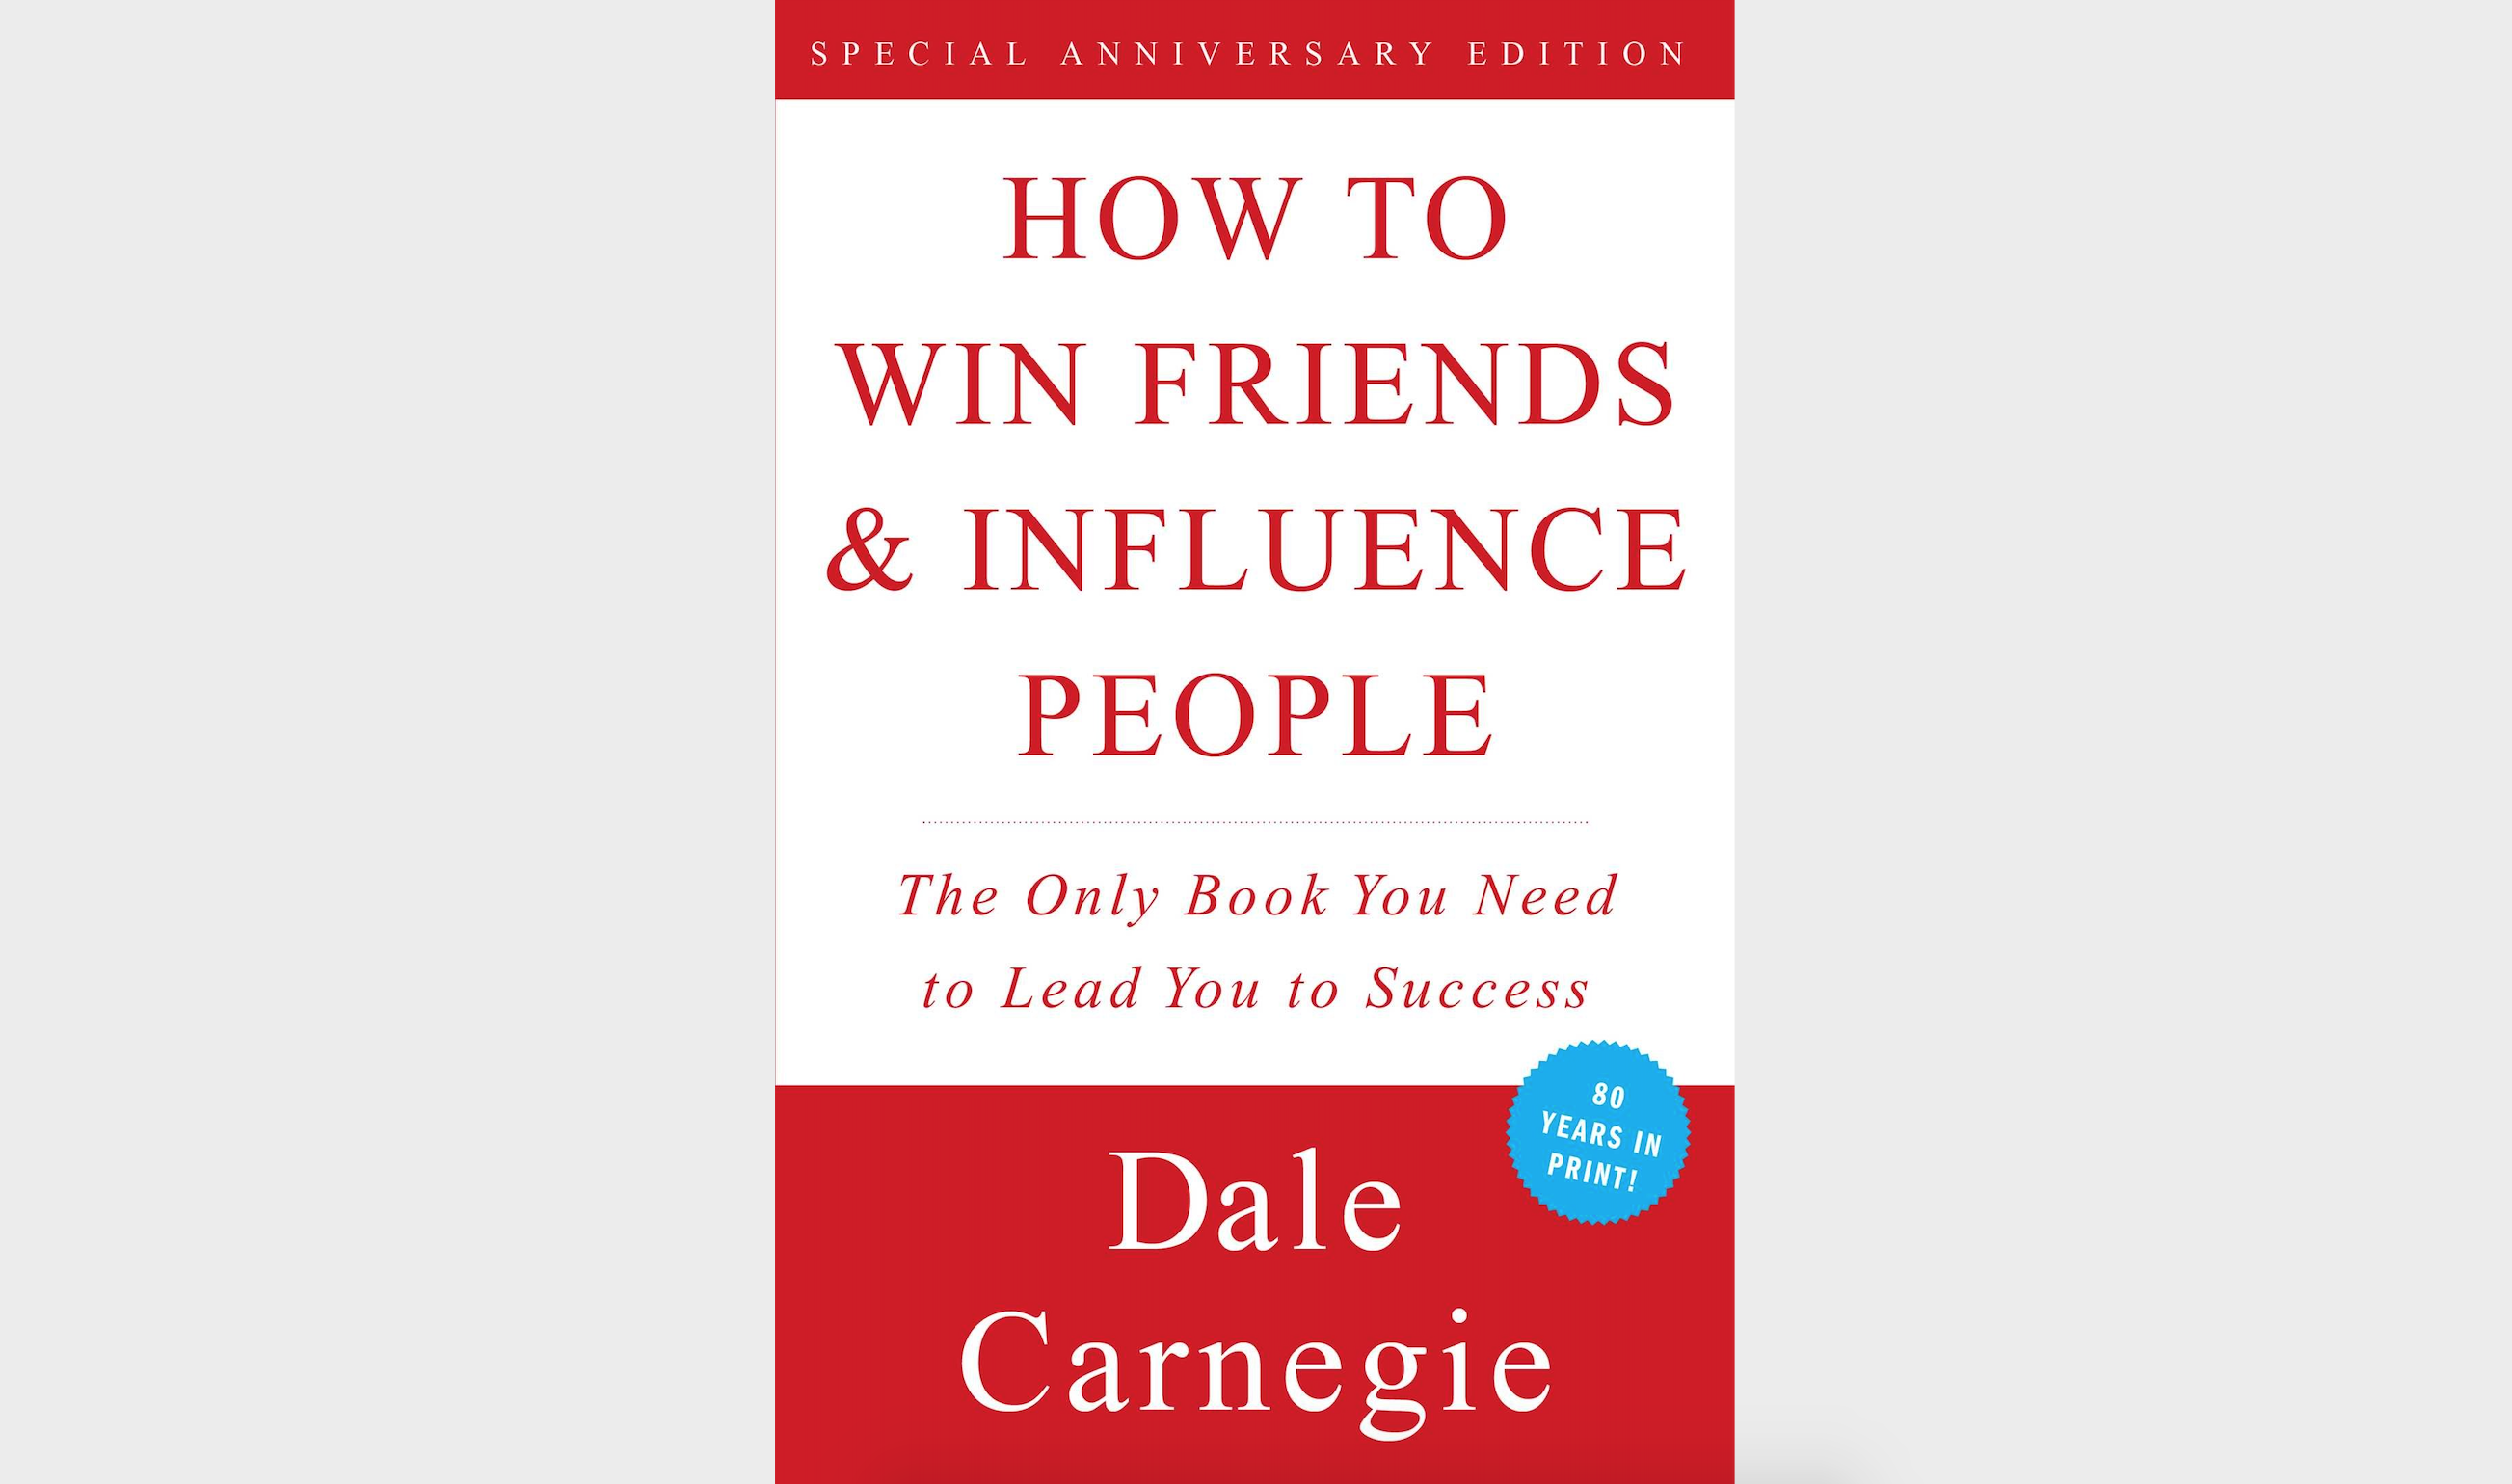 SPECIAL ANNIVERSARY EDITION
HOW TO
WIN FRIENDS
& INFLUENCE
PEOPLE
The Only Book You Need
to Lead You to Success
80
YEARS IN
PRINT!
Dale
Carnegie